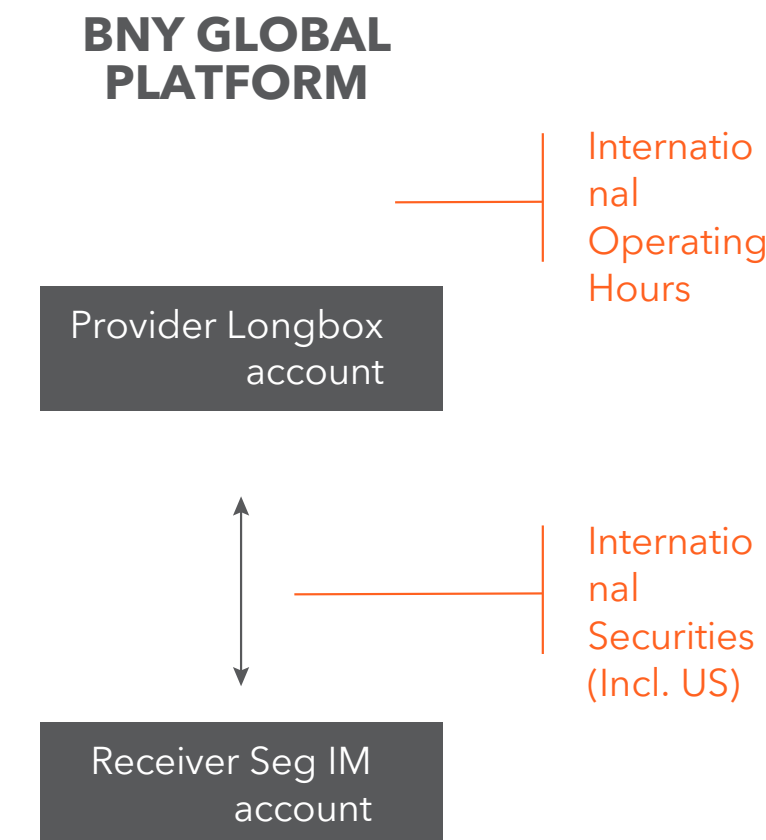 BNY GLOBAL
PLATFORM
Internatio
nal
Operating
Hours
Provider Longbox
account
Internatio
nal
Securities
(Incl. US)
Receiver Seg IM
account